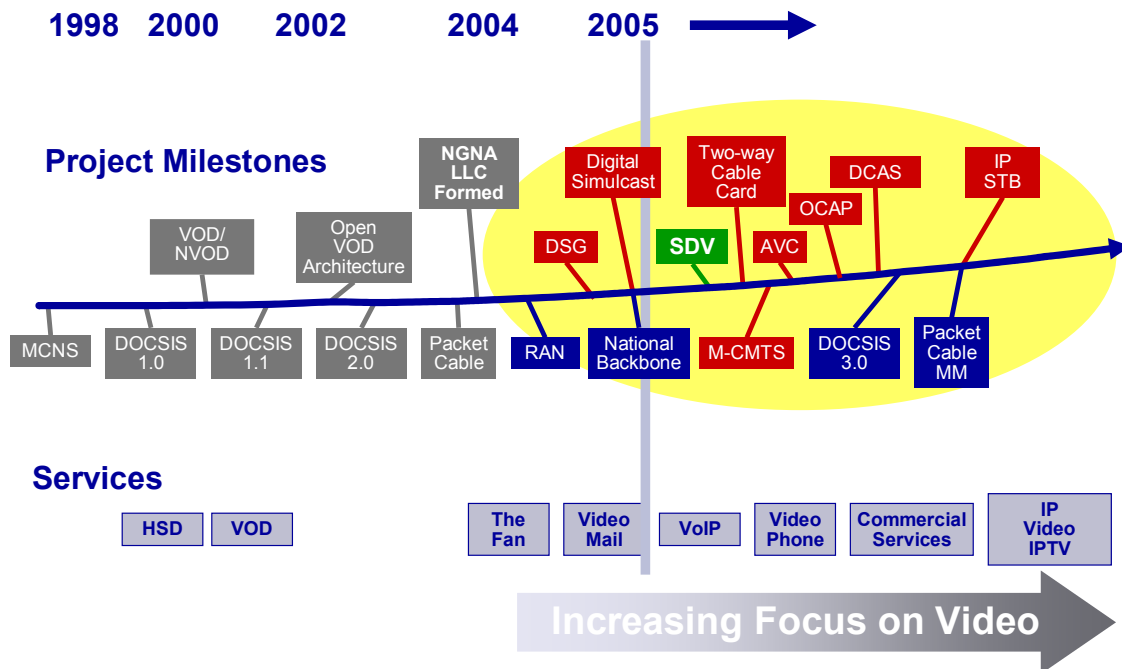 1998 2000 2002 2004 2005
Project Milestones
NGNA
LLC
Formed
Digital
Simulcast
Two-way
Cable
Card
DCAS
IP
STB
VOD/
NVOD
Open
VOD
Architecture
DSG
SDV
AVC
OCAP
MCNS
DOCSIS
1.0
DOCSIS
1.1
DOCSIS
2.0
Packet
Cable
RAN
National
Backbone
M-CMTS
DOCSIS
3.0
Packet
Cable
MM
Services
HSD
VOD
The
Fan
Video
Mail
VoIP
Video
Phone
Commercial
Services
IP
Video
IPTV
Increasing Focus on Video